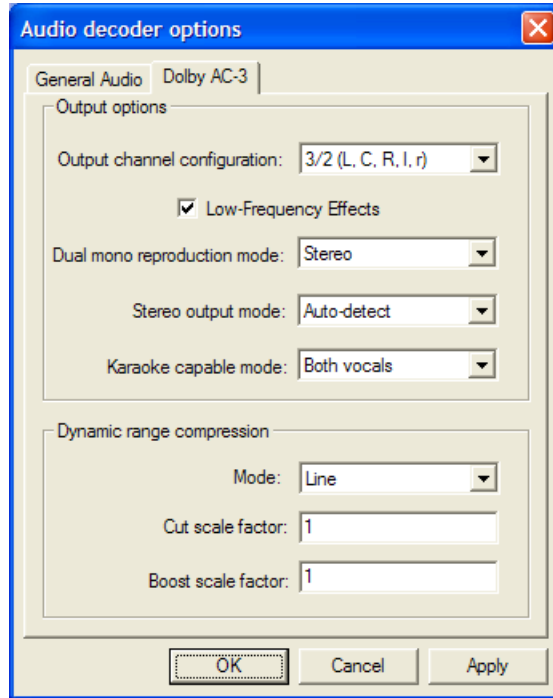 Audio decoder options
General Audio Dolby AC-3
Output options
Output channel configuration: 3/2 (L, C, R, l, r)
Low-Frequency Effects
Dual mono reproduction mode: Stereo
Stereo output mode: Auto-detect
Karaoke capable mode: Both vocals
Dynamic range compression
Mode: Line
Cut scale factor: 1
Boost scale factor: 1
OK Cancel Apply